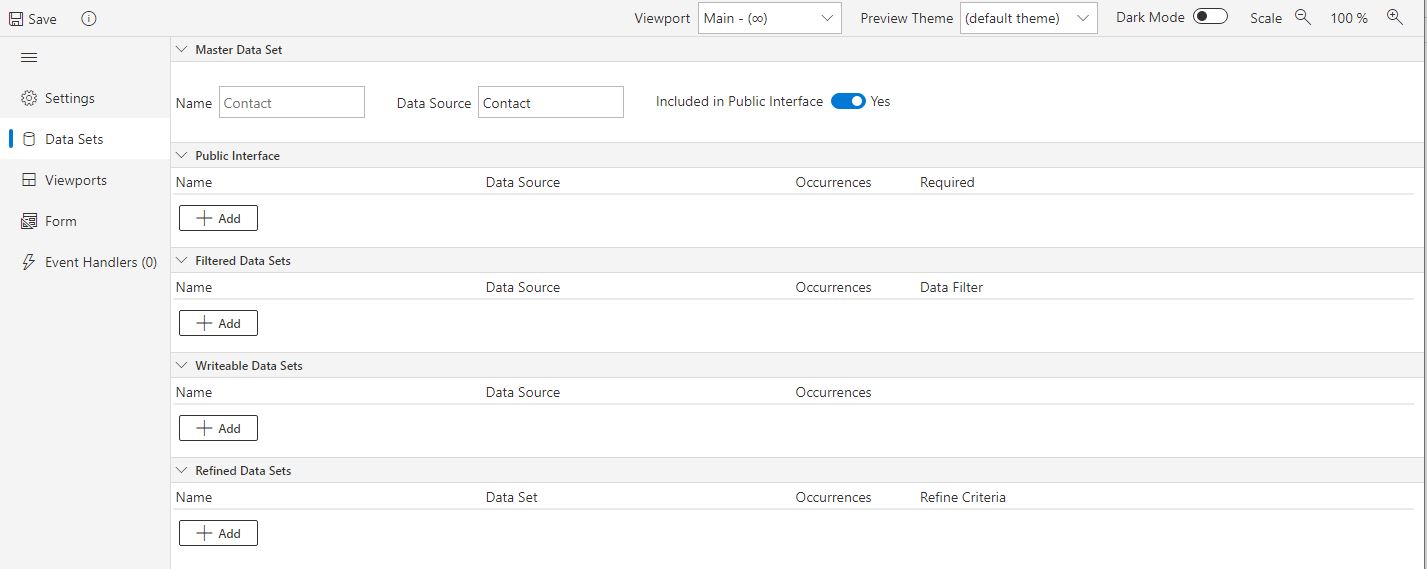 Save Viewport Main - (∞) Preview Theme (default theme) Dark Mode Scale 100 %
Master Data Set
Settings
Name Contact Data Source Contact Included in Public Interface Yes
Data Sets
Public Interface
Viewports
Name Data Source Occurrences Required
Form
Add
Event Handlers (0)
Filtered Data Sets
Name Data Source Occurrences Data Filter
Add
Writeable Data Sets
Name Data Source Occurrences
Add
Refined Data Sets
Name Data Set Occurrences Refine Criteria
Add